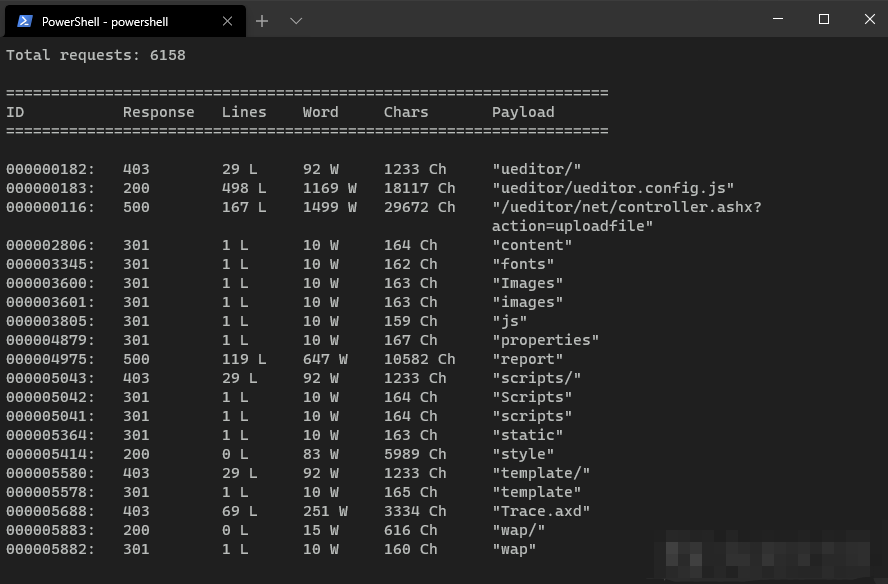 PowerShell - powershell
Total requests: 6158
===================================================================
ID Response Lines Word Chars Payload
===================================================================
000000182: 403 29 L 92 W 1233 Ch "ueditor/"
000000183: 200 498 L 1169 W 18117 Ch "ueditor/ueditor.config.js"
000000116: 500 167 L 1499 W 29672 Ch "/ueditor/net/controller.ashx?
action=uploadfile"
000002806: 301 1 L 10 W 164 Ch "content"
000003345: 301 1 L 10 W 162 Ch "fonts"
000003600: 301 1 L 10 W 163 Ch "Images"
000003601: 301 1 L 10 W 163 Ch "images"
000003805: 301 1 L 10 W 159 Ch "js"
000004879: 301 1 L 10 W 167 Ch "properties"
000004975: 500 119 L 647 W 10582 Ch "report"
000005043: 403 29 L 92 W 1233 Ch "scripts/"
000005042: 301 1 L 10 W 164 Ch "Scripts"
000005041: 301 1 L 10 W 164 Ch "scripts"
000005364: 301 1 L 10 W 163 Ch "static"
000005414: 200 0 L 83 W 5989 Ch "style"
000005580: 403 29 L 92 W 1233 Ch "template/"
000005578: 301 1 L 10 W 165 Ch "template"
000005688: 403 69 L 251 W 3334 Ch "Trace.axd"
000005883: 200 0 L 15 W 616 Ch "wap/"
000005882: 301 1 L 10 W 160 Ch "wap"